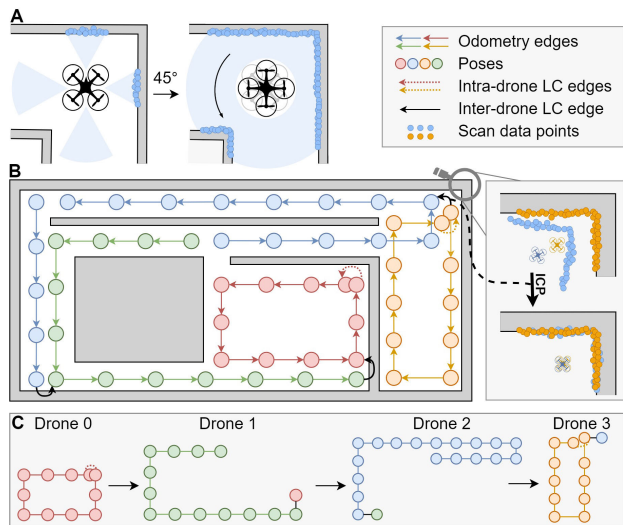 A
45°
Odometry edges
Poses
Intra-drone LC edges
Inter-drone LC edge
Scan data points
B
ICP
C
Drone 0
Drone 1
Drone 2
Drone 3